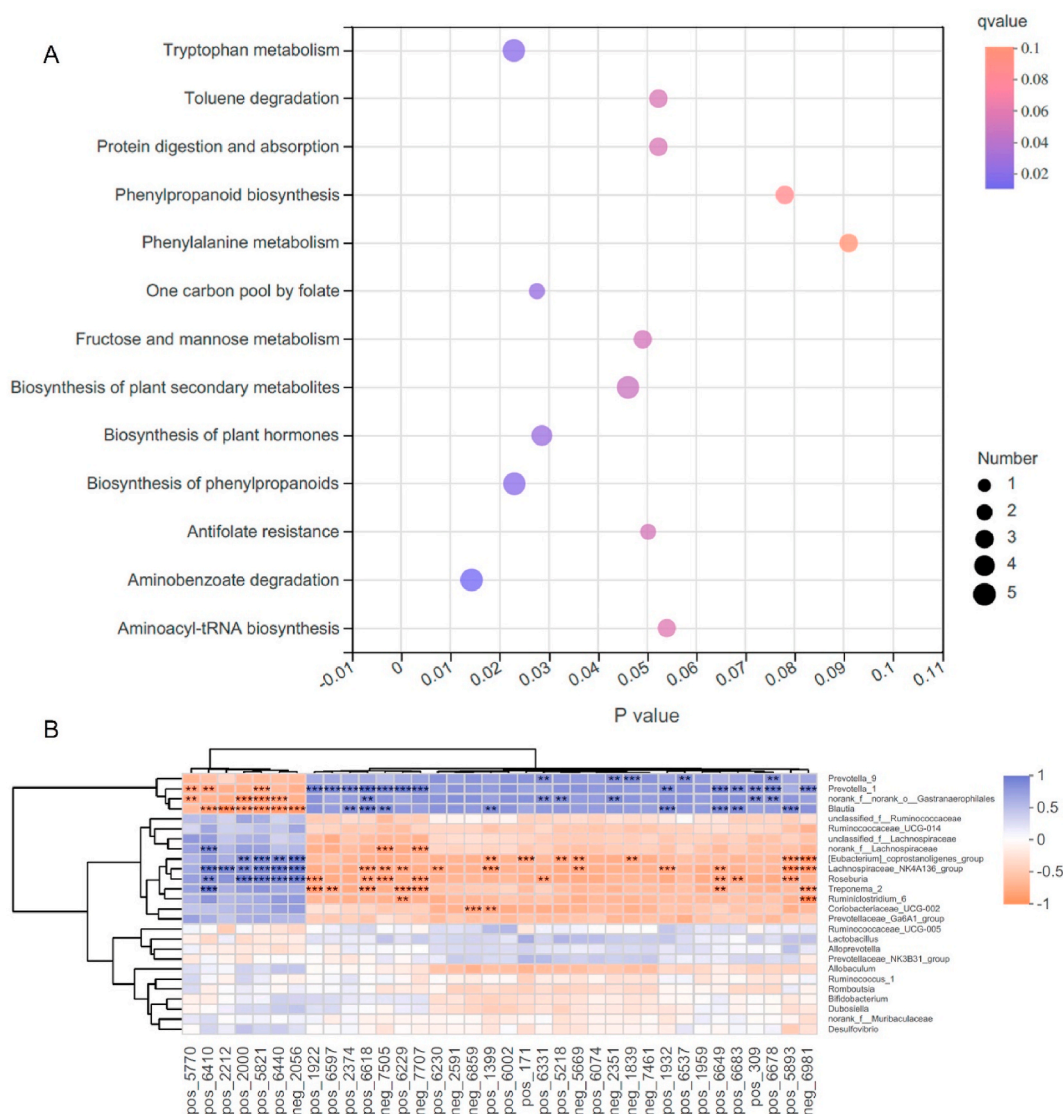 A
Tryptophan metabolism
Toluene degradation
Protein digestion and absorption
Phenylpropanoid biosynthesis
Phenylalanine metabolism
One carbon pool by folate
Fructose and mannose metabolism
Biosynthesis of plant secondary metabolites
Biosynthesis of plant hormones
Biosynthesis of phenylpropanoids
Antifolate resistance
Aminobenzoate degradation
Aminoacyl-tRNA biosynthesis
-0.01 0 0.02 0.03 0.04 0.05 0.06 0.07 0.08 0.09 0.1 0.11
P value
qvalue
0.1
0.08
0.06
0.04
0.02
Number
1
2
3
4
5
B
Prevotella_9
Prevotella_1
norank_f__norank_o__Gastranaerophilales
Blautia
unclassified_f__Ruminococcaceae
Ruminococcaceae_UCG-014
unclassified_f__Lachnospiraceae
norank_f__Lachnospiraceae
[Eubacterium]_coprostanoligenes_group
Lachnospiraceae_NK4A136_group
Roseburia
Treponema_2
Ruminiclostridium_6
Coriobacteriaceae_UCG-002
Prevotellaceae_Ga6A1_group
Ruminococcaceae_UCG-005
Lactobacillus
Alloprevotella
Prevotellaceae_NK3B31_group
Allobaculum
Ruminococcus_1
Romboutsia
Bifidobacterium
Dubosiella
norank_f__Muribaculaceae
Desulfovibrio
1
0.5
0
-0.5
-1
pos_5770
pos_6410
pos_2212
pos_2000
pos_5821
pos_6440
neg_2056
pos_1922
pos_6597
pos_2374
pos_6618
neg_7505
pos_6229
neg_7707
pos_6230
neg_2591
neg_6859
pos_1399
pos_6002
pos_171
pos_6331
pos_5218
neg_5669
pos_6074
neg_2351
neg_1839
neg_7461
pos_1932
pos_6537
pos_1959
pos_6649
pos_6683
pos_309
pos_6678
pos_5893
neg_6981